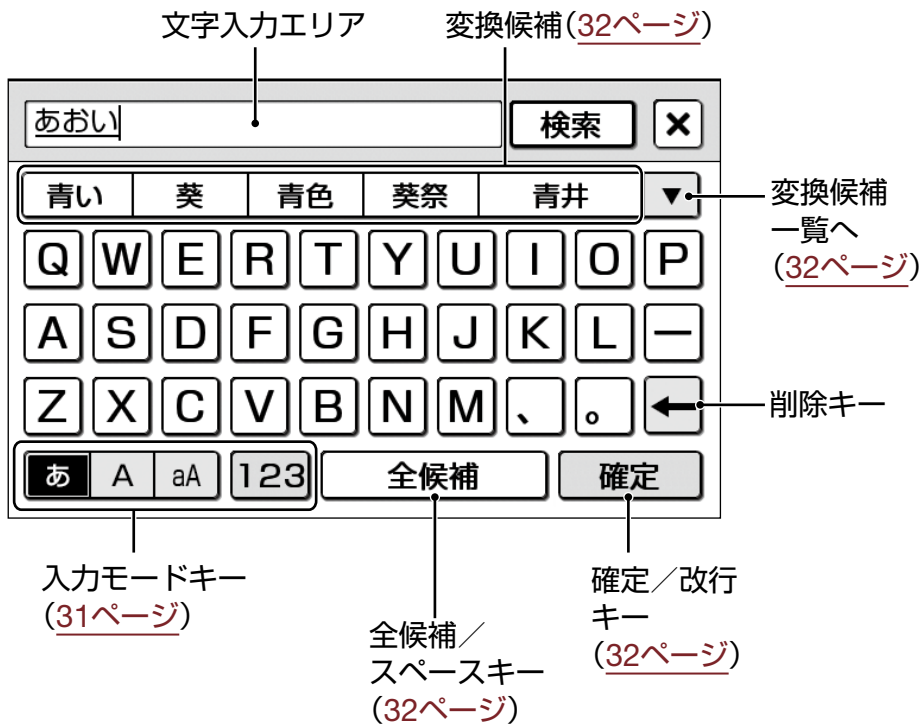 文字入力エリア
変換候補(32ページ)
あおい
検索
×
青い 葵 青色 葵祭 青井 ▼
変換候補
一覧へ
(32ページ)
Q W E R T Y U I O P
A S D F G H J K L ー
Z X C V B N M 、 。 ←
削除キー
あ A aA 123 全候補 確定
入力モードキー
(31ページ)
全候補／
スペースキー
(32ページ)
確定／改行
キー
(32ページ)